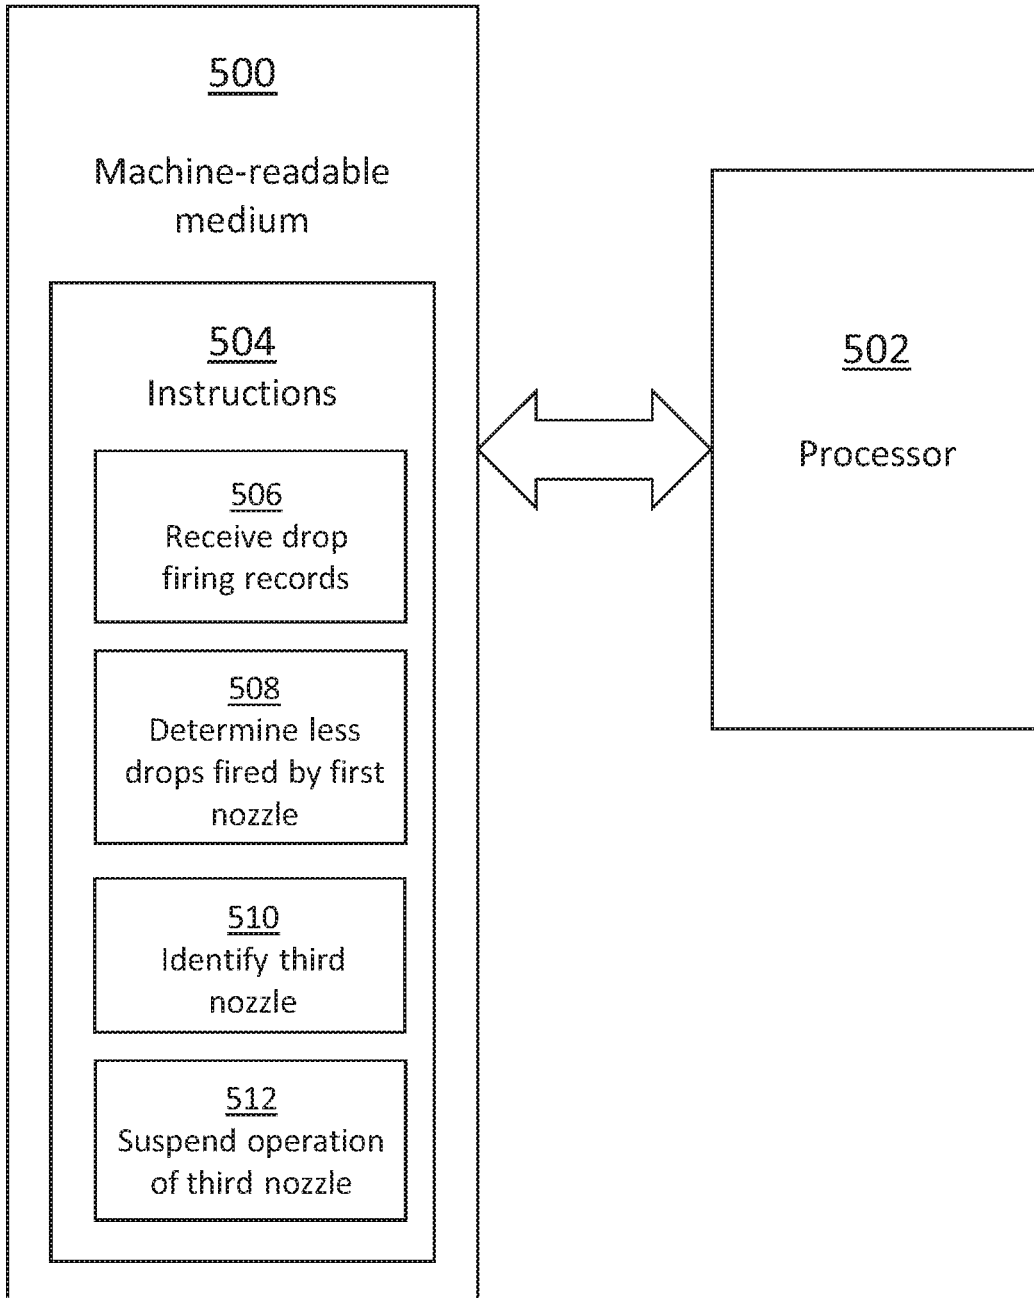 500
Machine-readable
medium
504
Instructions
506
Receive drop
firing records
508
Determine less
drops fired by first
nozzle
510
Identify third
nozzle
512
Suspend operation
of third nozzle
502
Processor